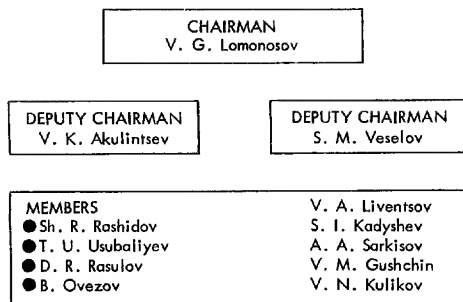 CHAIRMAN
V. G. Lomonosov
DEPUTY CHAIRMAN
V. K. Akulintsev
DEPUTY CHAIRMAN
S. M. Veselov
MEMBERS
● Sh. R. Rashidov
● T. U. Usubaliyev
● D. R. Rasulov
● B. Ovezov
V. A. Liventsov
S. I. Kadyshev
A. A. Sarkisov
V. M. Gushchin
V. N. Kulikov